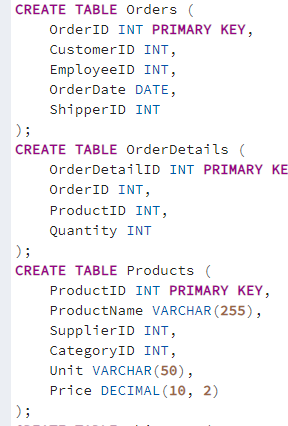 CREATE TABLE Orders (
    OrderID INT PRIMARY KEY,
    CustomerID INT,
    EmployeeID INT,
    OrderDate DATE,
    ShipperID INT
);
CREATE TABLE OrderDetails (
    OrderDetailID INT PRIMARY KE
    OrderID INT,
    ProductID INT,
    Quantity INT
);
CREATE TABLE Products (
    ProductID INT PRIMARY KEY,
    ProductName VARCHAR(255),
    SupplierID INT,
    CategoryID INT,
    Unit VARCHAR(50),
    Price DECIMAL(10, 2)
);